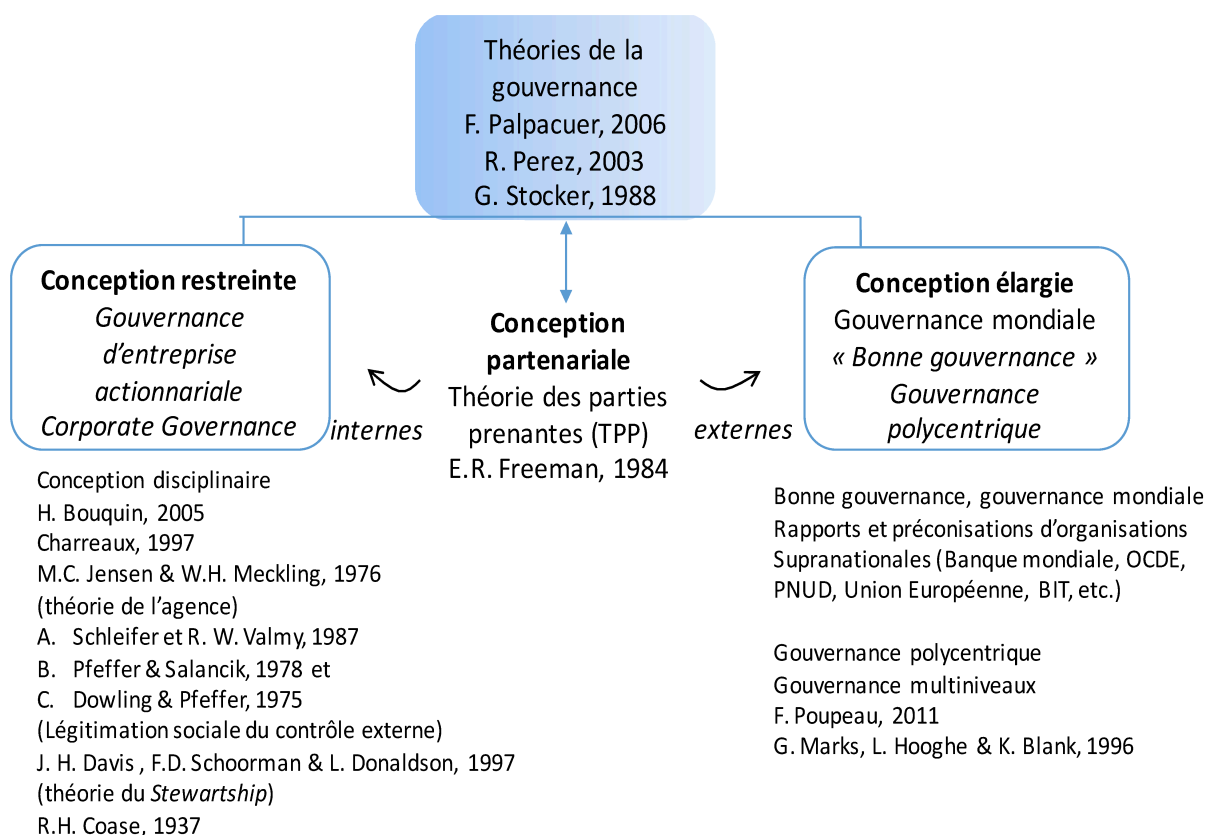 Théories de la
gouvernance
F. Palpacuer, 2006
R. Perez, 2003
G. Stocker, 1988
Conception restreinte
Gouvernance
d’entreprise
actionnariale
Corporate Governance
internes
Conception
partenariale
Théorie des parties
prenantes (TPP)
E.R. Freeman, 1984
externes
Conception élargie
Gouvernance mondiale
« Bonne gouvernance »
Gouvernance
polycentrique
Conception disciplinaire
H. Bouquin, 2005
Charreaux, 1997
M.C. Jensen & W.H. Meckling, 1976
(théorie de l’agence)
A. Schleifer et R. W. Valmy, 1987
B. Pfeffer & Salancik, 1978 et
C. Dowling & Pfeffer, 1975
(Légitimation sociale du contrôle externe)
J. H. Davis , F.D. Schoorman & L. Donaldson, 1997
(théorie du Stewartship)
R.H. Coase, 1937
Bonne gouvernance, gouvernance mondiale
Rapports et préconisations d’organisations
Supranationales (Banque mondiale, OCDE,
PNUD, Union Européenne, BIT, etc.)
Gouvernance polycentrique
Gouvernance multiniveaux
F. Poupeau, 2011
G. Marks, L. Hooghe & K. Blank, 1996